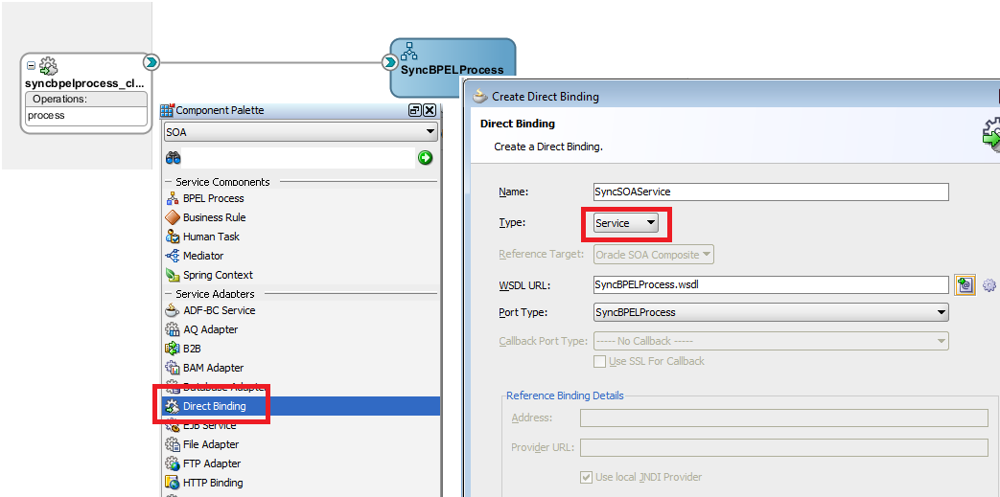 syncbpelprocess_cl...
Operations:
process
SyncBPELProcess
Component Palette
SOA
Service Components
BPEL Process
Business Rule
Human Task
Mediator
Spring Context
Service Adapters
ADF-BC Service
AQ Adapter
B2B
BAM Adapter
Database Adapter
Direct Binding
EJB Service
File Adapter
FTP Adapter
HTTP Binding
Create Direct Binding
Direct Binding
Create a Direct Binding.
Name: SyncSOAService
Type: Service
Reference Target: Oracle SOA Composite
WSDL URL: SyncBPELProcess.wsdl
Port Type: SyncBPELProcess
Callback Port Type: ----- No Callback -----
Use SSL For Callback
Reference Binding Details
Address:
Provider URL:
Use local JNDI Provider